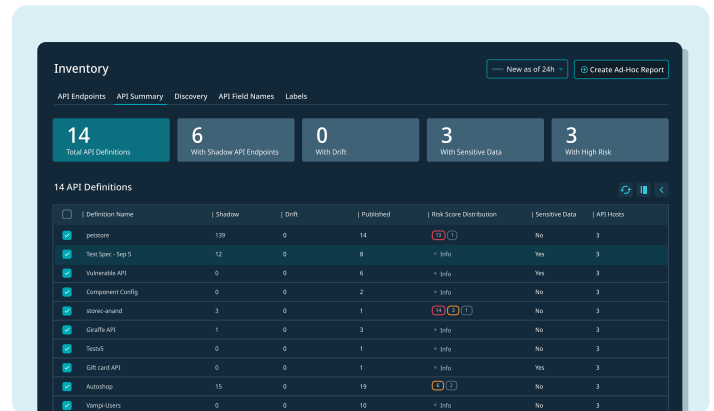 Inventory
New as of 24h
Create Ad-Hoc Report
API Endpoints API Summary Discovery API Field Names Labels
14 6 0 3 3
Total API Definitions With Shadow API Endpoints With Drift With Sensitive Data With High Risk
14 API Definitions
| Definition Name | Shadow | Drift | Published | Risk Score Distribution | Sensitive Data | API Hosts
petstore 139 0 14 13 1 No 3
Test Spec - Sep 5 12 0 8 Info Yes 3
Vulnerable API 0 0 6 Info Yes 3
Component Config 0 0 2 Info No 3
storec-anand 3 0 1 14 3 1 No 3
Giraffe API 1 0 3 Info No 3
Testv5 0 0 1 Info No 3
Gift card API 0 0 1 Info Yes 3
Autoshop 15 0 19 6 2 No 3
Vampi-Users 0 0 10 Info No 3